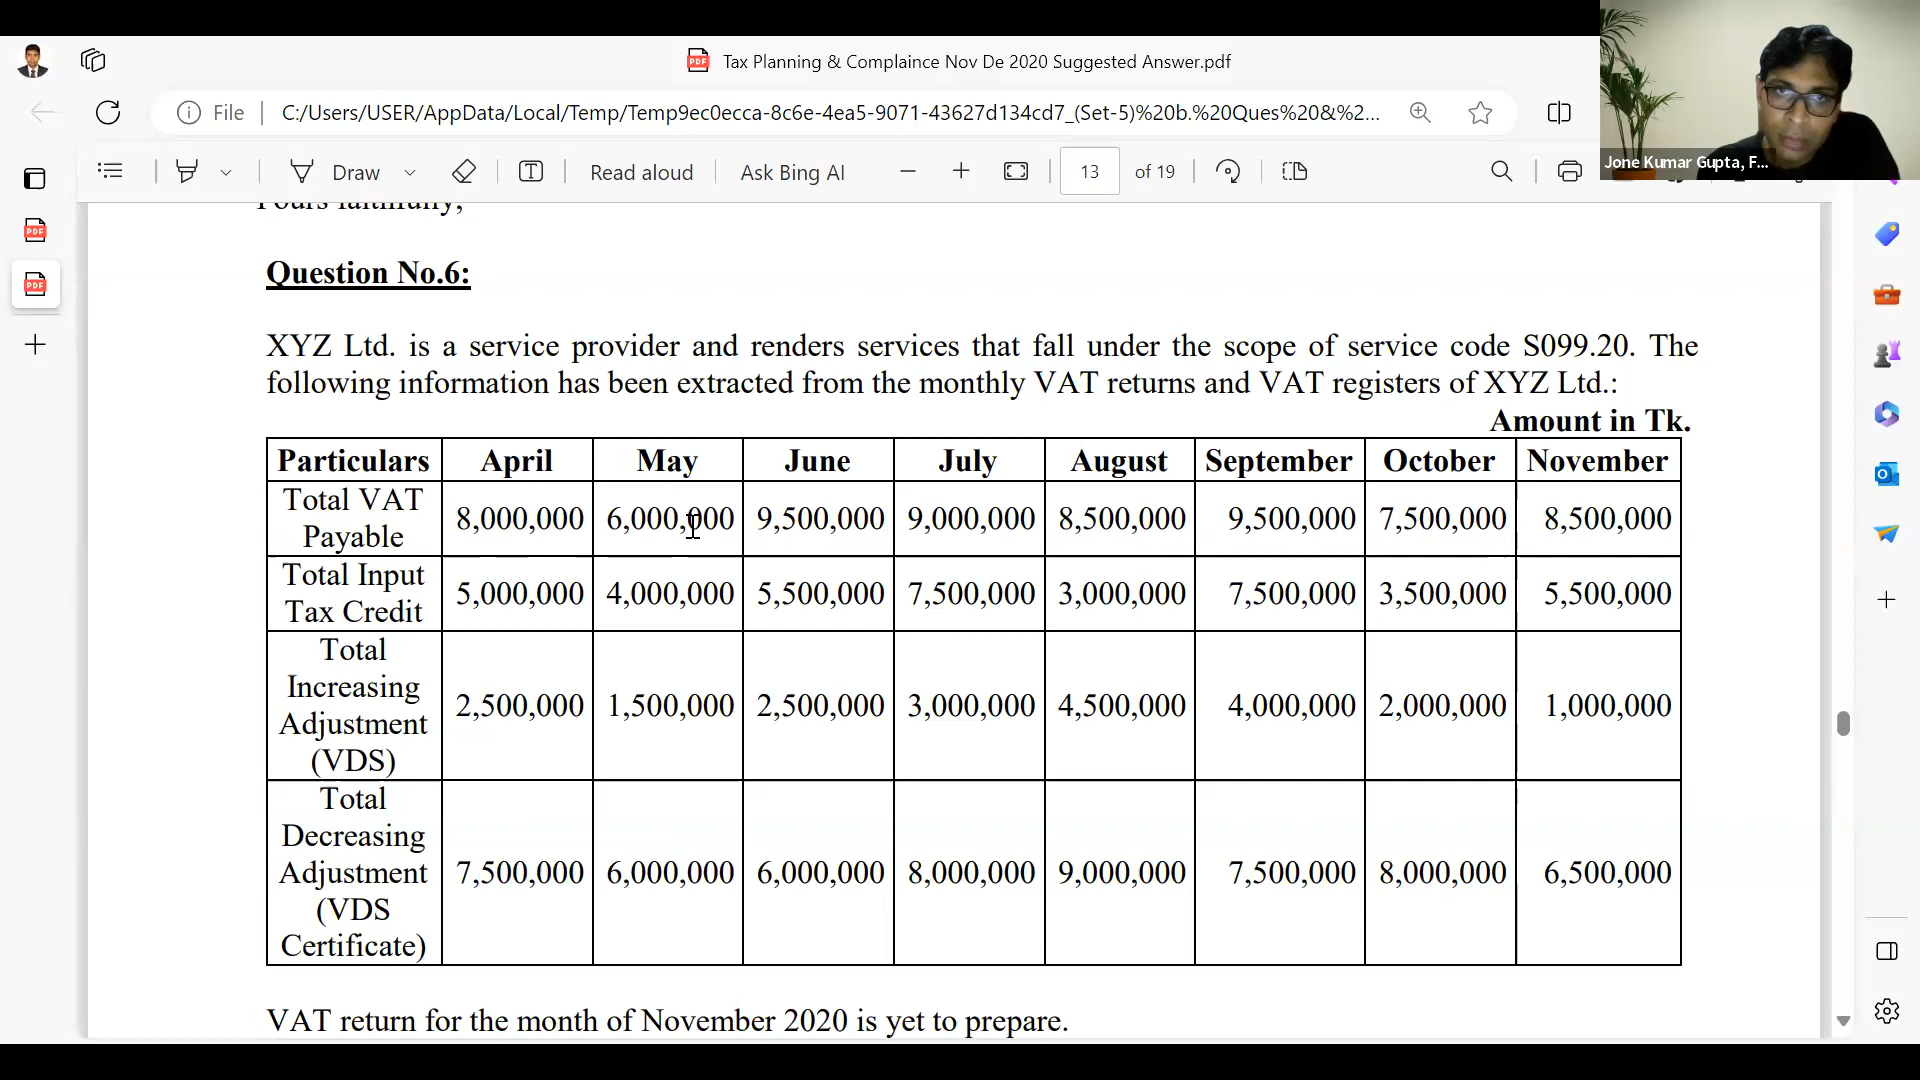 Tax Planning & Complaince Nov De 2020 Suggested Answer.pdf
File
C:/Users/USER/AppData/Local/Temp/Temp9ec0ecca-8c6e-4ea5-9071-43627d134cd7_(Set-5)%20b.%20Ques%20&%2...
Jone Kumar Gupta, F...
Draw
Read aloud
Ask Bing AI
13 of 19
Yours faithfully,
Question No.6:
XYZ Ltd. is a service provider and renders services that fall under the scope of service code S099.20. The
following information has been extracted from the monthly VAT returns and VAT registers of XYZ Ltd.:
Amount in Tk.
Particulars April May June July August September October November
Total VAT Payable 8,000,000 6,000,000 9,500,000 9,000,000 8,500,000 9,500,000 7,500,000 8,500,000
Total Input Tax Credit 5,000,000 4,000,000 5,500,000 7,500,000 3,000,000 7,500,000 3,500,000 5,500,000
Total Increasing Adjustment (VDS) 2,500,000 1,500,000 2,500,000 3,000,000 4,500,000 4,000,000 2,000,000 1,000,000
Total Decreasing Adjustment (VDS Certificate) 7,500,000 6,000,000 6,000,000 8,000,000 9,000,000 7,500,000 8,000,000 6,500,000
VAT return for the month of November 2020 is yet to prepare.